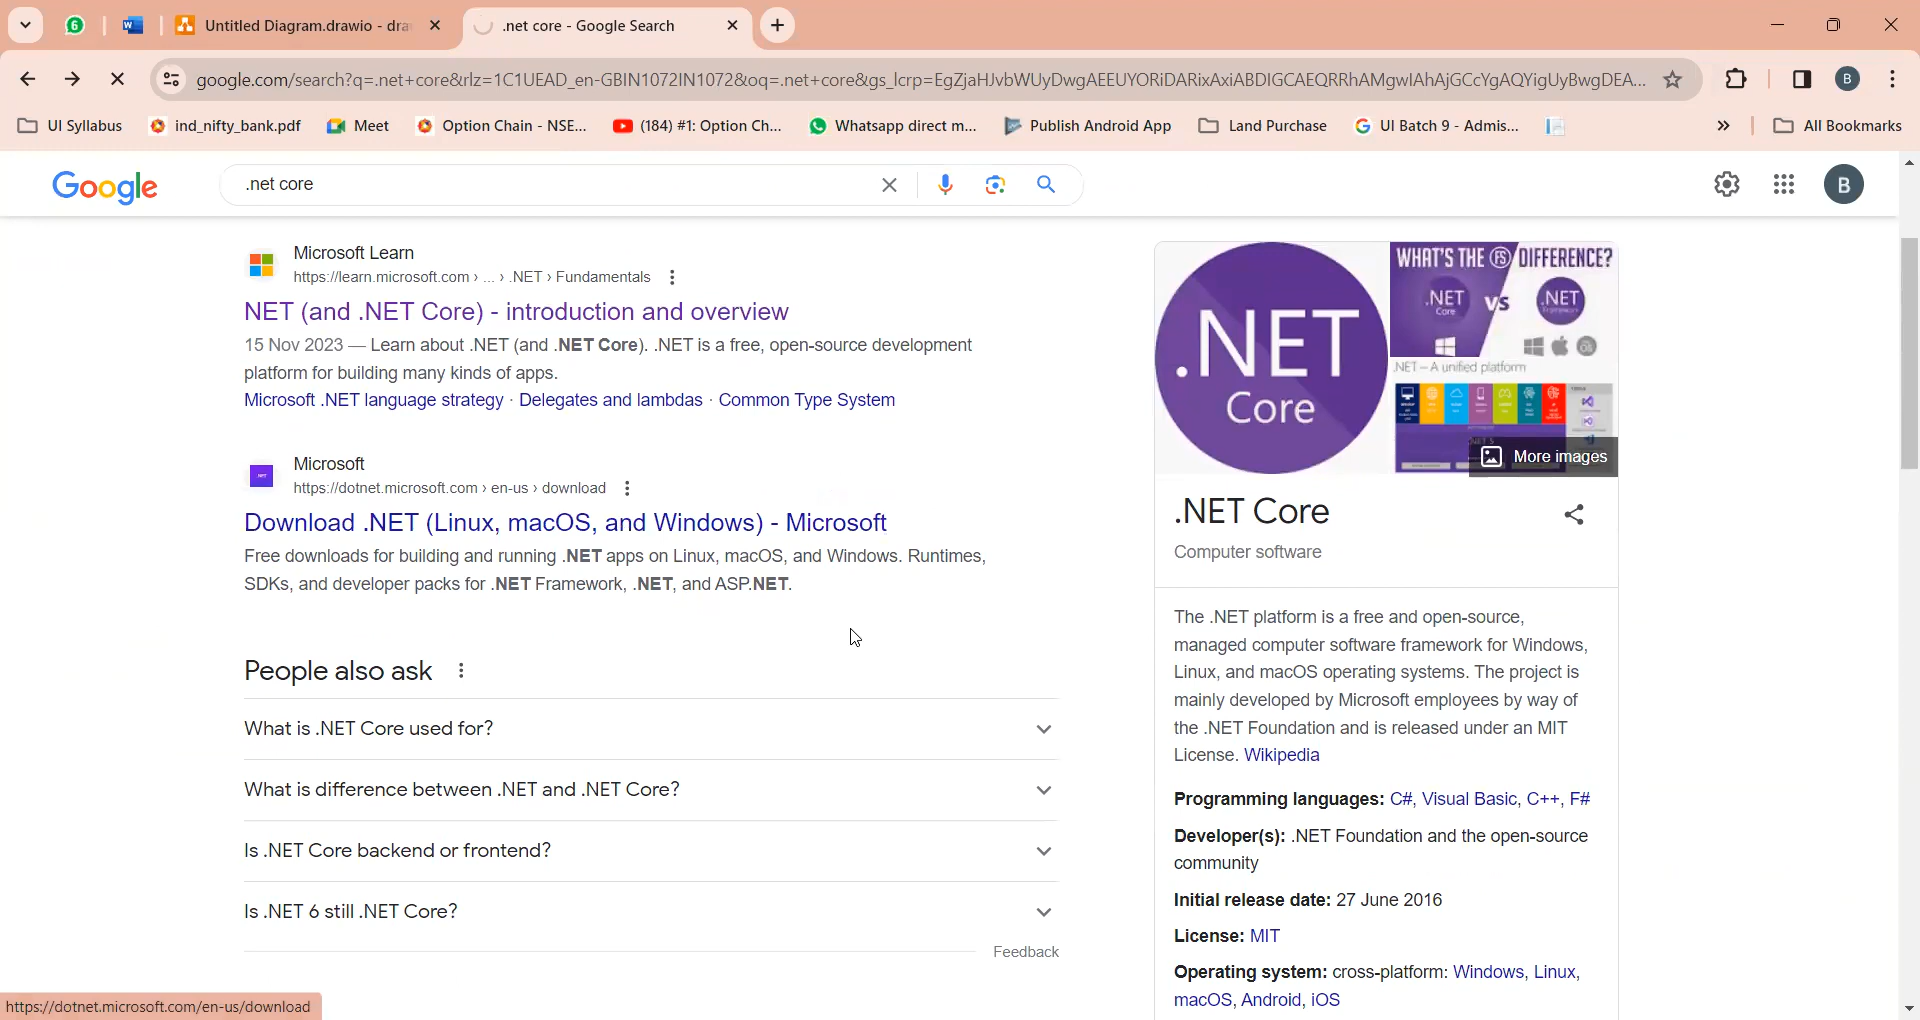 6
Untitled Diagram.drawio - dra
.net core - Google Search
google.com/search?q=.net+core&rlz=1C1UEAD_en-GBIN1072IN1072&oq=.net+core&gs_lcrp=EgZjaHJvbWUyDwgAEEUYORiDARixAxiABDIGCAEQRRhAMgwIAhAjGCcYgAQYigUyBwgDEA...
B
UI Syllabus
ind_nifty_bank.pdf
Meet
Option Chain - NSE...
(184) #1: Option Ch...
Whatsapp direct m...
Publish Android App
Land Purchase
UI Batch 9 - Admis...
All Bookmarks
Google
.net core
B
Microsoft Learn
https://learn.microsoft.com › ... › .NET › Fundamentals
NET (and .NET Core) - introduction and overview
15 Nov 2023 — Learn about .NET (and .NET Core). .NET is a free, open-source development
platform for building many kinds of apps.
Microsoft .NET language strategy · Delegates and lambdas · Common Type System
Microsoft
https://dotnet.microsoft.com › en-us › download
Download .NET (Linux, macOS, and Windows) - Microsoft
Free downloads for building and running .NET apps on Linux, macOS, and Windows. Runtimes,
SDKs, and developer packs for .NET Framework, .NET, and ASP.NET.
People also ask
What is .NET Core used for?
What is difference between .NET and .NET Core?
Is .NET Core backend or frontend?
Is .NET 6 still .NET Core?
Feedback
.NET
Core
WHAT'S THE FS DIFFERENCE?
.NET
Core
VS
.NET
Framework
.NET – A unified platform
More images
.NET Core
Computer software
The .NET platform is a free and open-source,
managed computer software framework for Windows,
Linux, and macOS operating systems. The project is
mainly developed by Microsoft employees by way of
the .NET Foundation and is released under an MIT
License. Wikipedia
Programming languages: C#, Visual Basic, C++, F#
Developer(s): .NET Foundation and the open-source
community
Initial release date: 27 June 2016
License: MIT
Operating system: cross-platform: Windows, Linux,
macOS, Android, iOS
https://dotnet.microsoft.com/en-us/download